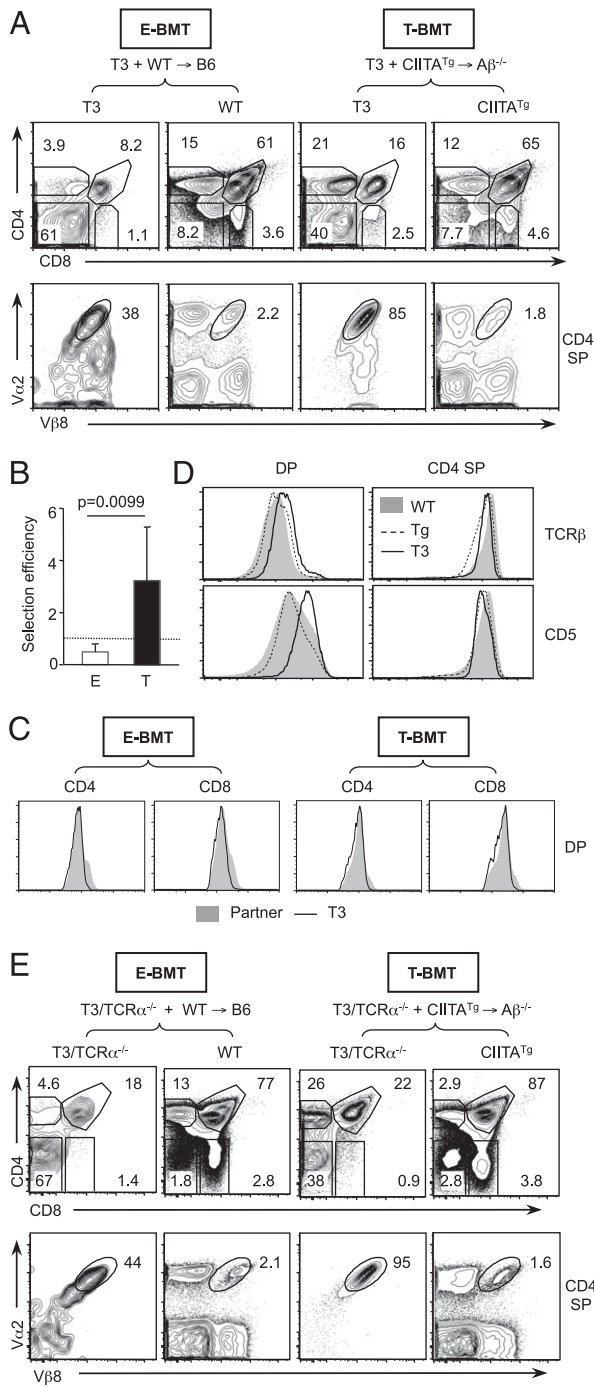 A
E-BMT T-BMT
T3 + WT → B6 T3 + CIITATg → Aβ-/-
T3 WT T3 CIITATg
3.9 8.2 15 61 21 16 12 65
61 1.1 8.2 3.6 40 2.5 7.7 4.6
CD4
CD8
38 2.2 85 1.8
CD4
SP
Vα2
Vβ8
B
p=0.0099
Selection efficiency
6
4
2
0
E T
D
DP CD4 SP
WT
Tg
T3
TCRβ
CD5
C
E-BMT T-BMT
CD4 CD8 CD4 CD8
DP
Partner T3
E
E-BMT T-BMT
T3/TCRα-/- + WT → B6 T3/TCRα-/- + CIITATg → Aβ-/-
T3/TCRα-/- WT T3/TCRα-/- CIITATg
4.6 18 13 77 26 22 2.9 87
67 1.4 1.8 2.8 38 0.9 2.8 3.8
CD4
CD8
44 2.1 95 1.6
CD4
SP
Vα2
Vβ8